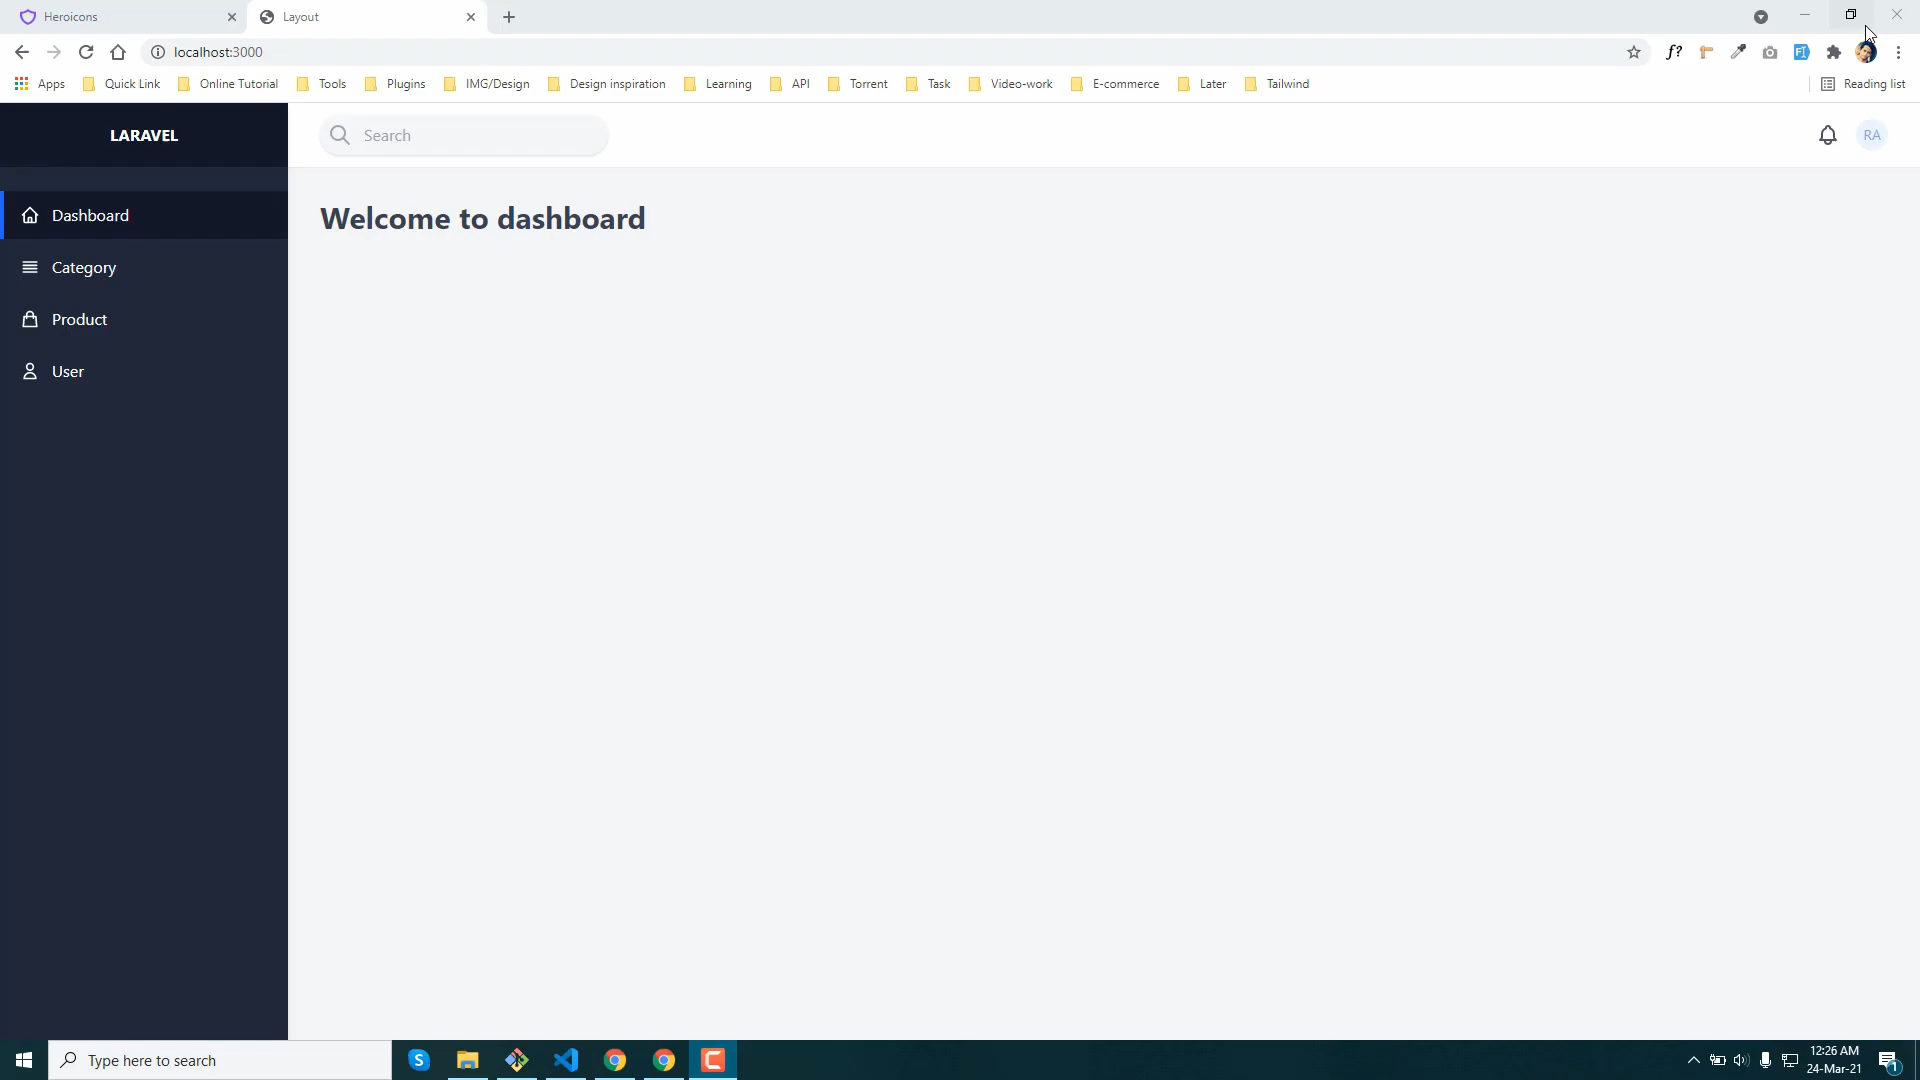 Heroicons
Layout
localhost:3000
f?
FI
Apps
Quick Link
Online Tutorial
Tools
Plugins
IMG/Design
Design inspiration
Learning
API
Torrent
Task
Video-work
E-commerce
Later
Tailwind
Reading list
LARAVEL
Search
RA
Dashboard
Welcome to dashboard
Category
Product
User
Type here to search
S
C
12:26 AM
24-Mar-21
1